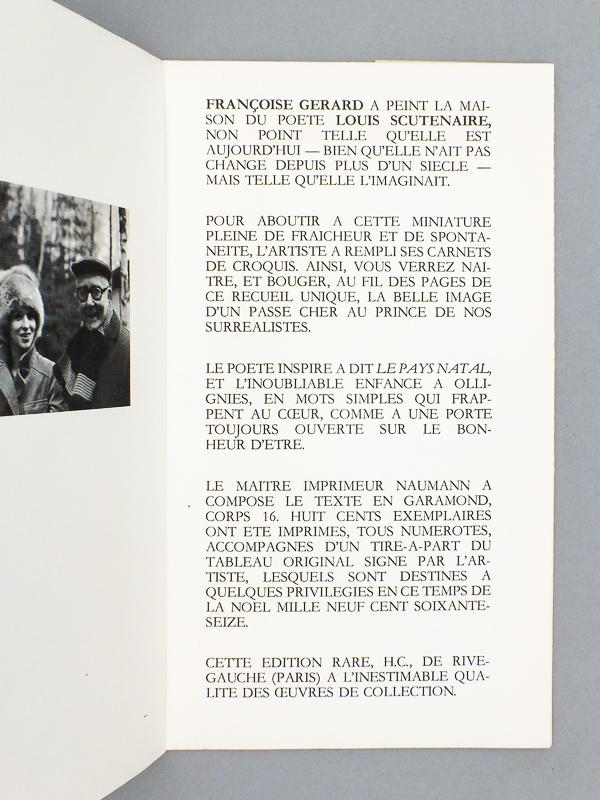 FRANÇOISE GERARD A PEINT LA MAI-
SON DU POETE LOUIS SCUTENAIRE,
NON POINT TELLE QU'ELLE EST
AUJOURD'HUI — BIEN QU'ELLE N'AIT PAS
CHANGE DEPUIS PLUS D'UN SIECLE —
MAIS TELLE QU'ELLE L'IMAGINAIT.
POUR ABOUTIR A CETTE MINIATURE
PLEINE DE FRAICHEUR ET DE SPONTA-
NEITE, L'ARTISTE A REMPLI SES CARNETS
DE CROQUIS. AINSI, VOUS VERREZ NAI-
TRE, ET BOUGER, AU FIL DES PAGES DE
CE RECUEIL UNIQUE, LA BELLE IMAGE
D'UN PASSE CHER AU PRINCE DE NOS
SURREALISTES.
LE POETE INSPIRE A DIT LE PAYS NATAL,
ET L'INOUBLIABLE ENFANCE A OLLI-
GNIES, EN MOTS SIMPLES QUI FRAP-
PENT AU CŒUR, COMME A UNE PORTE
TOUJOURS OUVERTE SUR LE BON-
HEUR D'ETRE.
LE MAITRE IMPRIMEUR NAUMANN A
COMPOSE LE TEXTE EN GARAMOND,
CORPS 16. HUIT CENTS EXEMPLAIRES
ONT ETE IMPRIMES, TOUS NUMEROTES,
ACCOMPAGNES D'UN TIRE-A-PART DU
TABLEAU ORIGINAL SIGNE PAR L'AR-
TISTE, LESQUELS SONT DESTINES A
QUELQUES PRIVILEGIES EN CE TEMPS DE
LA NOEL MILLE NEUF CENT SOIXANTE-
SEIZE.
CETTE EDITION RARE, H.C., DE RIVE-
GAUCHE (PARIS) A L'INESTIMABLE QUA-
LITE DES ŒUVRES DE COLLECTION.